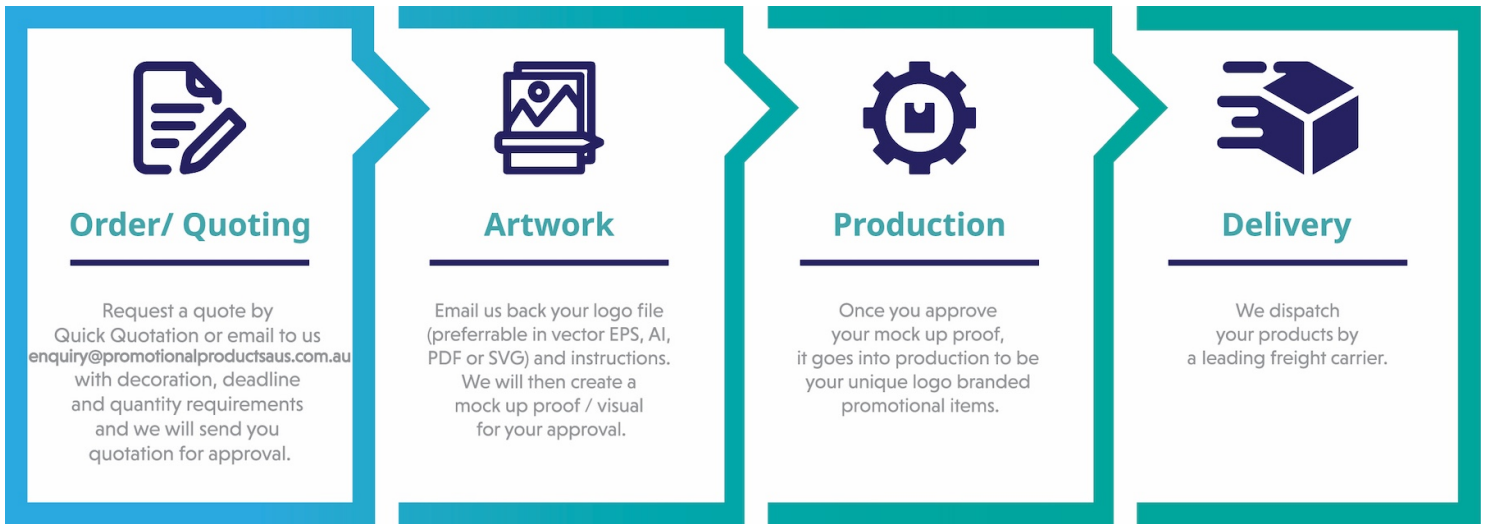 Order/ Quoting
Request a quote by
Quick Quotation or email to us
enquiry@promotionalproductsaus.com.au
with decoration, deadline
and quantity requirements
and we will send you
quotation for approval.
Artwork
Email us back your logo file
(preferrable in vector EPS, AI,
PDF or SVG) and instructions.
We will then create a
mock up proof / visual
for your approval.
Production
Once you approve
your mock up proof,
it goes into production to be
your unique logo branded
promotional items.
Delivery
We dispatch
your products by
a leading freight carrier.